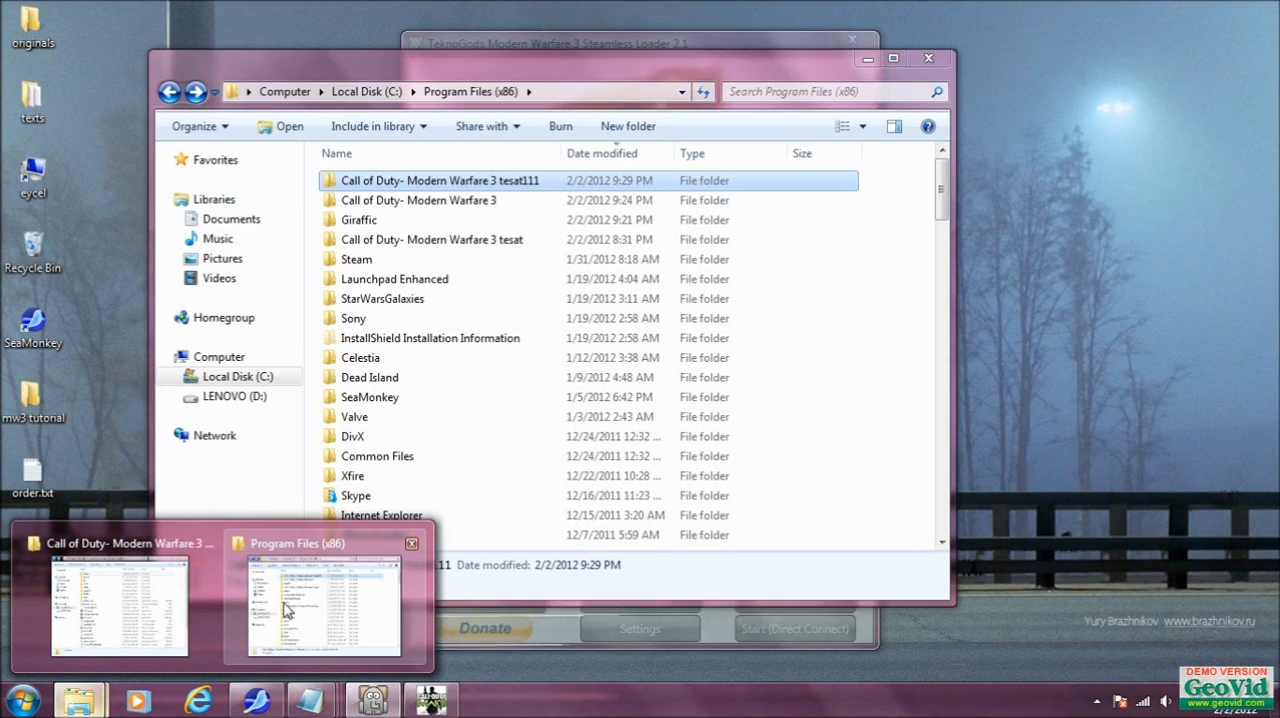 originals
texts
eycel
Recycle Bin
SeaMonkey
mw3 tutorial
order.txt
TeknoGods Modern Warfare 3 Steamless Loader 2.1
Computer Local Disk (C:) Program Files (x86)
Search Program Files (x86)
Organize Open Include in library Share with Burn New folder
Favorites
Libraries
Documents
Music
Pictures
Videos
Homegroup
Computer
Local Disk (C:)
LENOVO (D:)
Network
Name Date modified Type Size
Call of Duty- Modern Warfare 3 tesat111 2/2/2012 9:29 PM File folder
Call of Duty- Modern Warfare 3 2/2/2012 9:24 PM File folder
Giraffic 2/2/2012 9:21 PM File folder
Call of Duty- Modern Warfare 3 tesat 2/2/2012 8:31 PM File folder
Steam 1/31/2012 8:18 AM File folder
Launchpad Enhanced 1/19/2012 4:04 AM File folder
StarWarsGalaxies 1/19/2012 3:11 AM File folder
Sony 1/19/2012 2:58 AM File folder
InstallShield Installation Information 1/19/2012 2:58 AM File folder
Celestia 1/12/2012 3:38 AM File folder
Dead Island 1/9/2012 4:48 AM File folder
SeaMonkey 1/5/2012 6:42 PM File folder
Valve 1/3/2012 2:43 AM File folder
DivX 12/24/2011 12:32 ... File folder
Common Files 12/24/2011 12:32 ... File folder
Xfire 12/22/2011 10:28 ... File folder
Skype 12/16/2011 11:23 ... File folder
Internet Explorer 12/15/2011 3:20 AM File folder
12/7/2011 5:59 AM File folder
11 Date modified: 2/2/2012 9:29 PM
Call of Duty- Modern Warfare 3 ...
Program Files (x86)
Donate
Yury Brazhnikov www.brazhnikov.ru
DEMO VERSION
GeoVid
www.geovid.com
2/2/2012